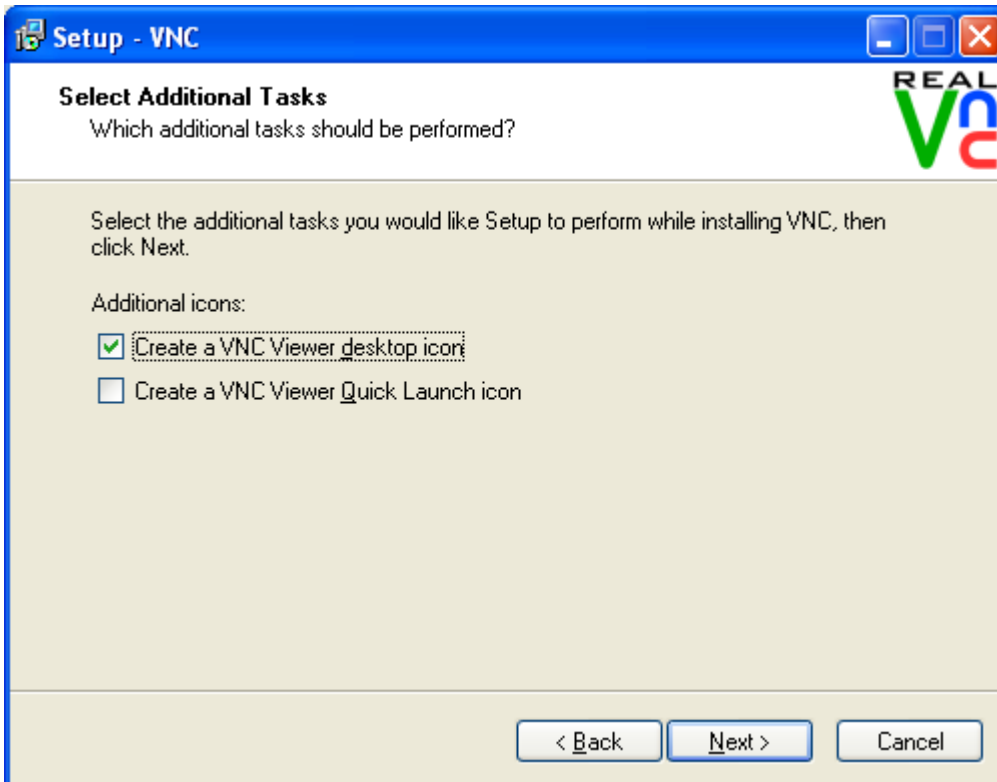 Setup - VNC
Select Additional Tasks
Which additional tasks should be performed?
REAL
vnc
Select the additional tasks you would like Setup to perform while installing VNC, then
click Next.
Additional icons:
Create a VNC Viewer desktop icon
Create a VNC Viewer Quick Launch icon
< Back
Next >
Cancel